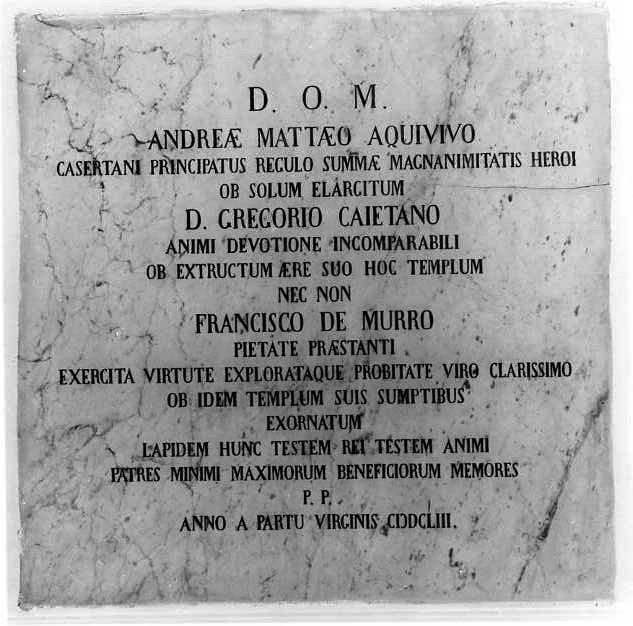 D. O. M.
ANDREÆ MATTÆO AQUIVIVO
CASERTANI PRINCIPATUS REGULO SUMMÆ MAGNANIMITATIS HEROI
OB SOLUM ELARGITUM
D. GREGORIO CAIETANO
ANIMI DEVOTIONE INCOMPARABILI
OB EXTRUCTUM ÆRE SUO HOC TEMPLUM
NEC NON
FRANCISCO DE MURRO
PIETATE PRÆSTANTI
EXERCITA VIRTUTE EXPLORATAQUE PROBITATE VIRO CLARISSIMO
OB IDEM TEMPLUM SUIS SUMPTIBUS
EXORNATUM
LAPIDEM HUNC TESTEM REI TESTEM ANIMI
PATRES MINIMI MAXIMORUM BENEFICIORUM MEMORES
P. P.
ANNO A PARTU VIRGINIS